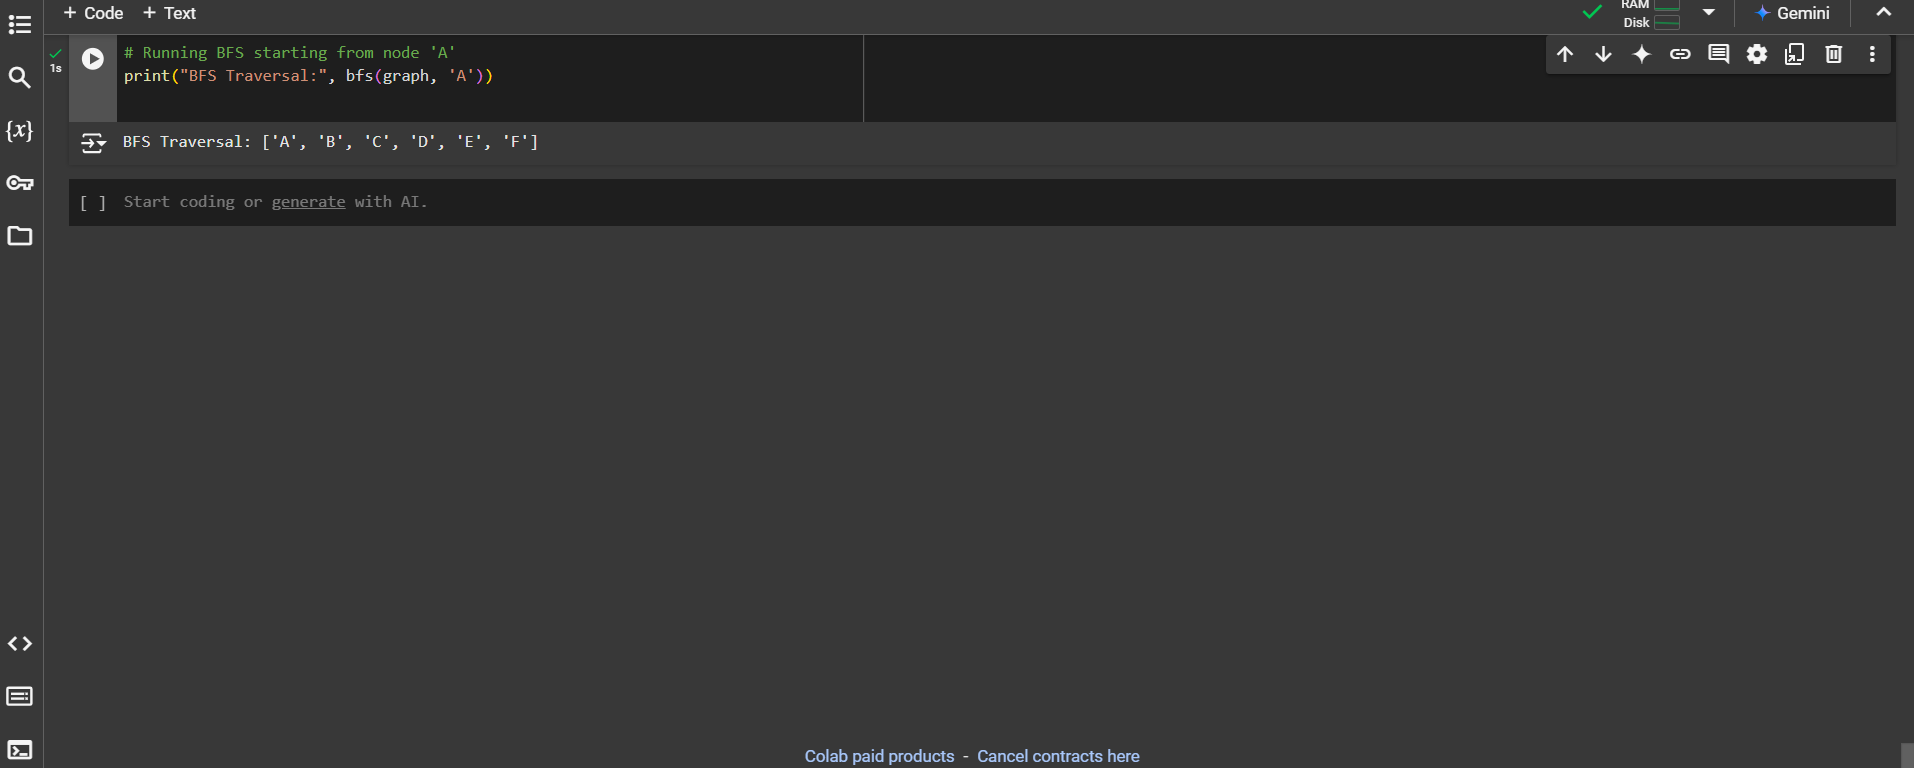 + Code + Text
RAM
Disk
Gemini
1s
# Running BFS starting from node 'A'
print("BFS Traversal:", bfs(graph, 'A'))
BFS Traversal: ['A', 'B', 'C', 'D', 'E', 'F']
{x}
[ ] Start coding or generate with AI.
Colab paid products - Cancel contracts here